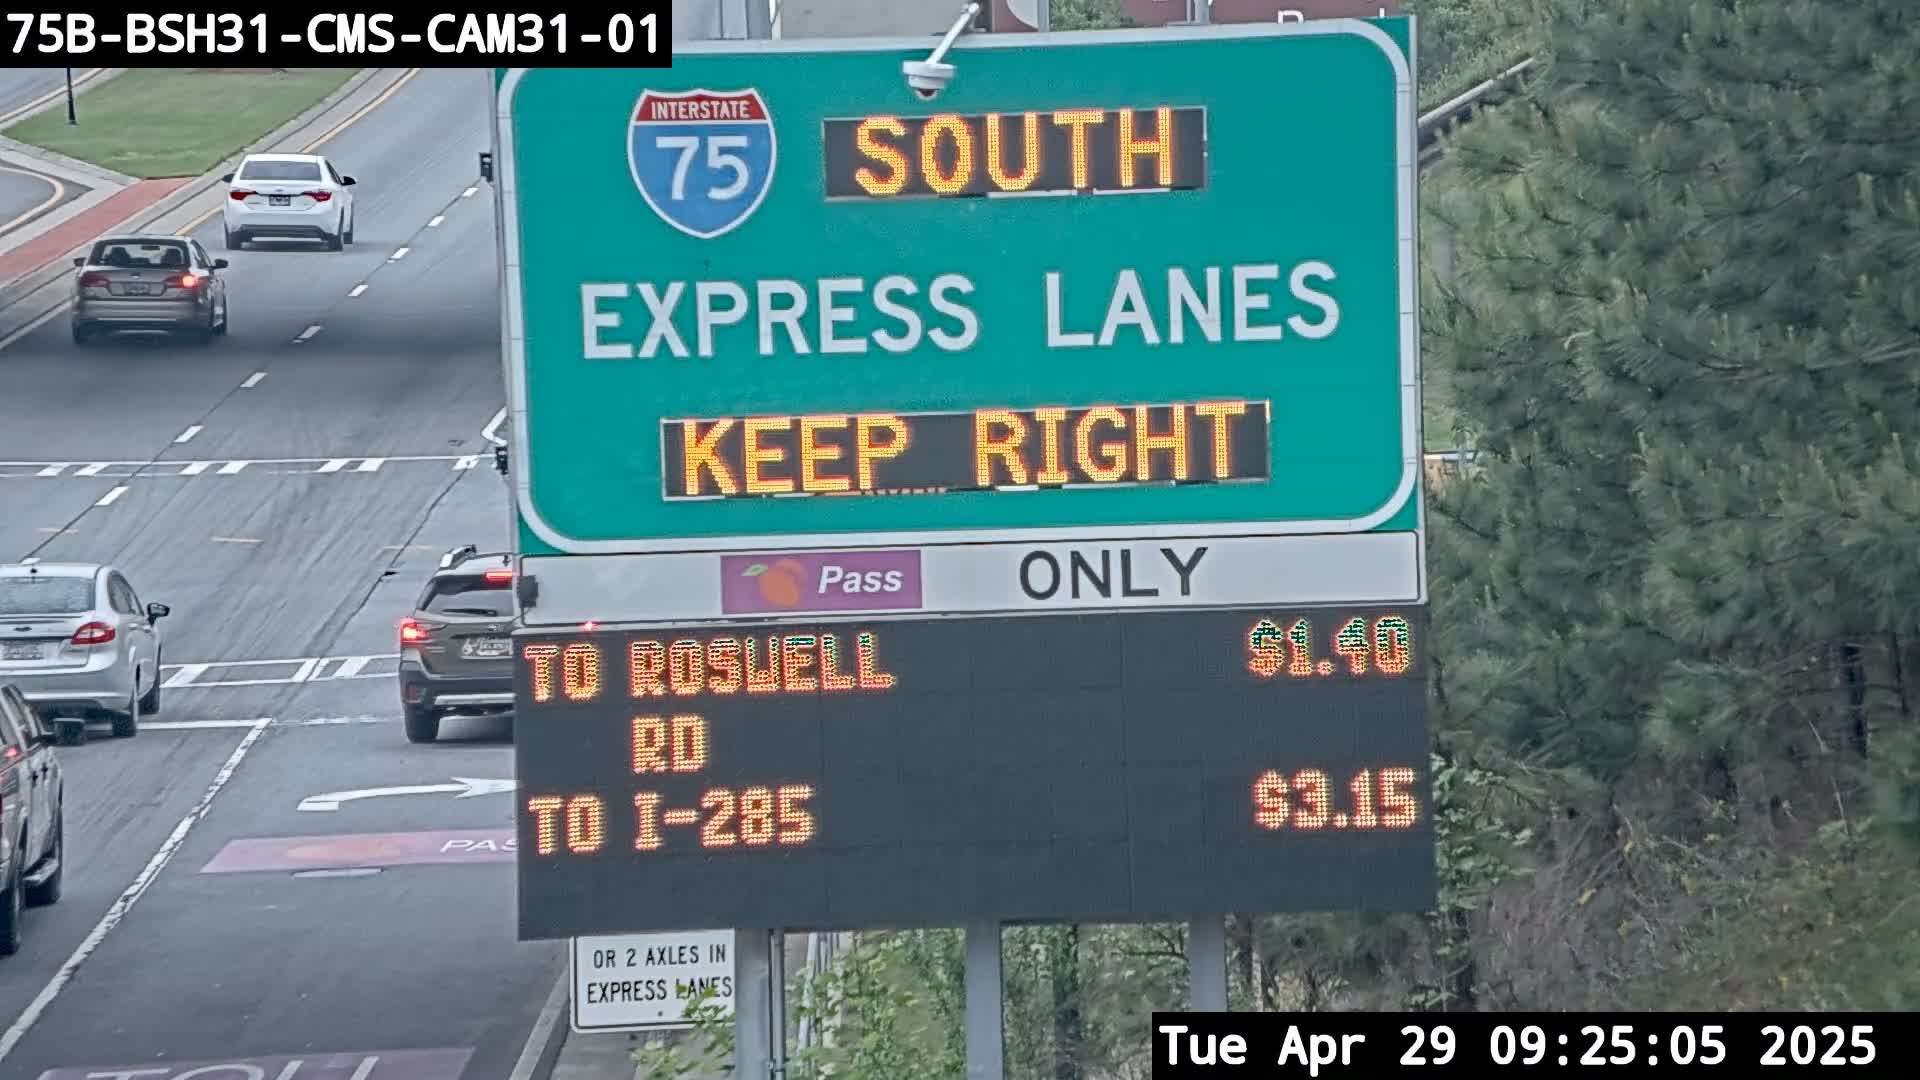 75B-BSH31-CMS-CAM31-01
INTERSTATE
75
SOUTH
EXPRESS LANES
KEEP RIGHT
Pass ONLY
TO ROSWELL $1.40
RD
TO I-285 $3.15
OR 2 AXLES IN
EXPRESS LANES
Tue Apr 29 09:25:05 2025